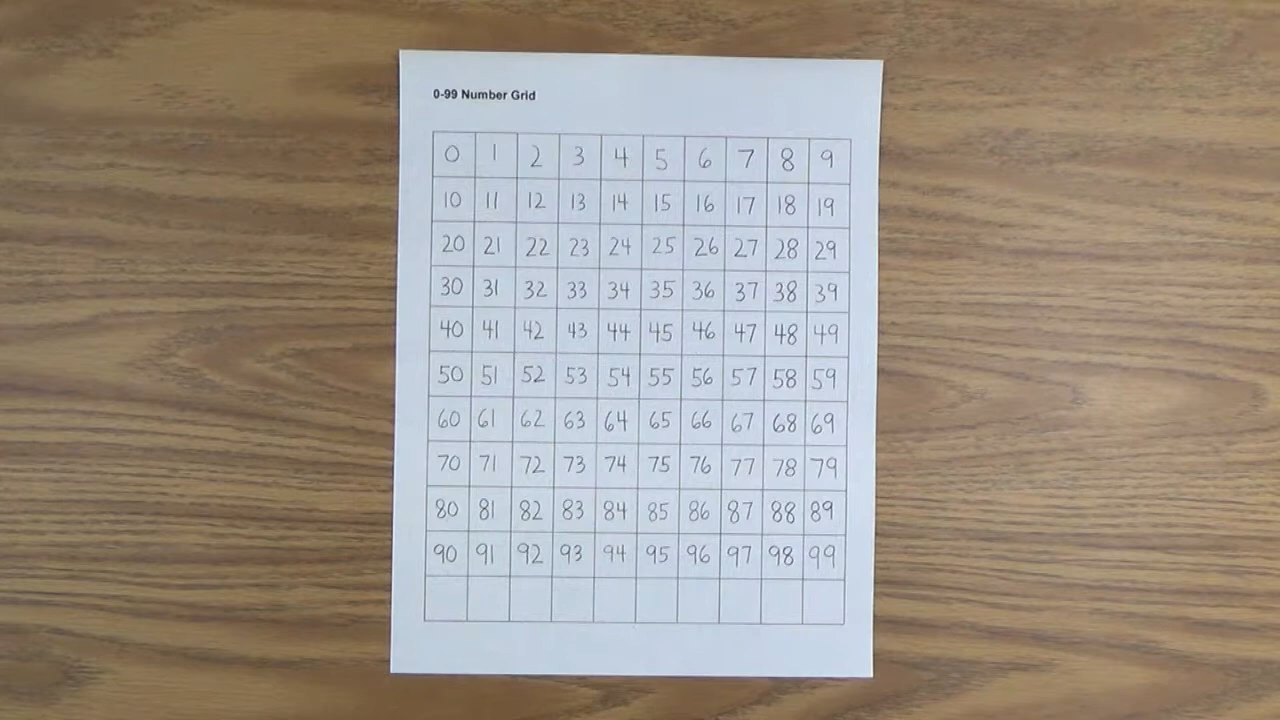 0-99 Number Grid
0 1 2 3 4 5 6 7 8 9
10 11 12 13 14 15 16 17 18 19
20 21 22 23 24 25 26 27 28 29
30 31 32 33 34 35 36 37 38 39
40 41 42 43 44 45 46 47 48 49
50 51 52 53 54 55 56 57 58 59
60 61 62 63 64 65 66 67 68 69
70 71 72 73 74 75 76 77 78 79
80 81 82 83 84 85 86 87 88 89
90 91 92 93 94 95 96 97 98 99